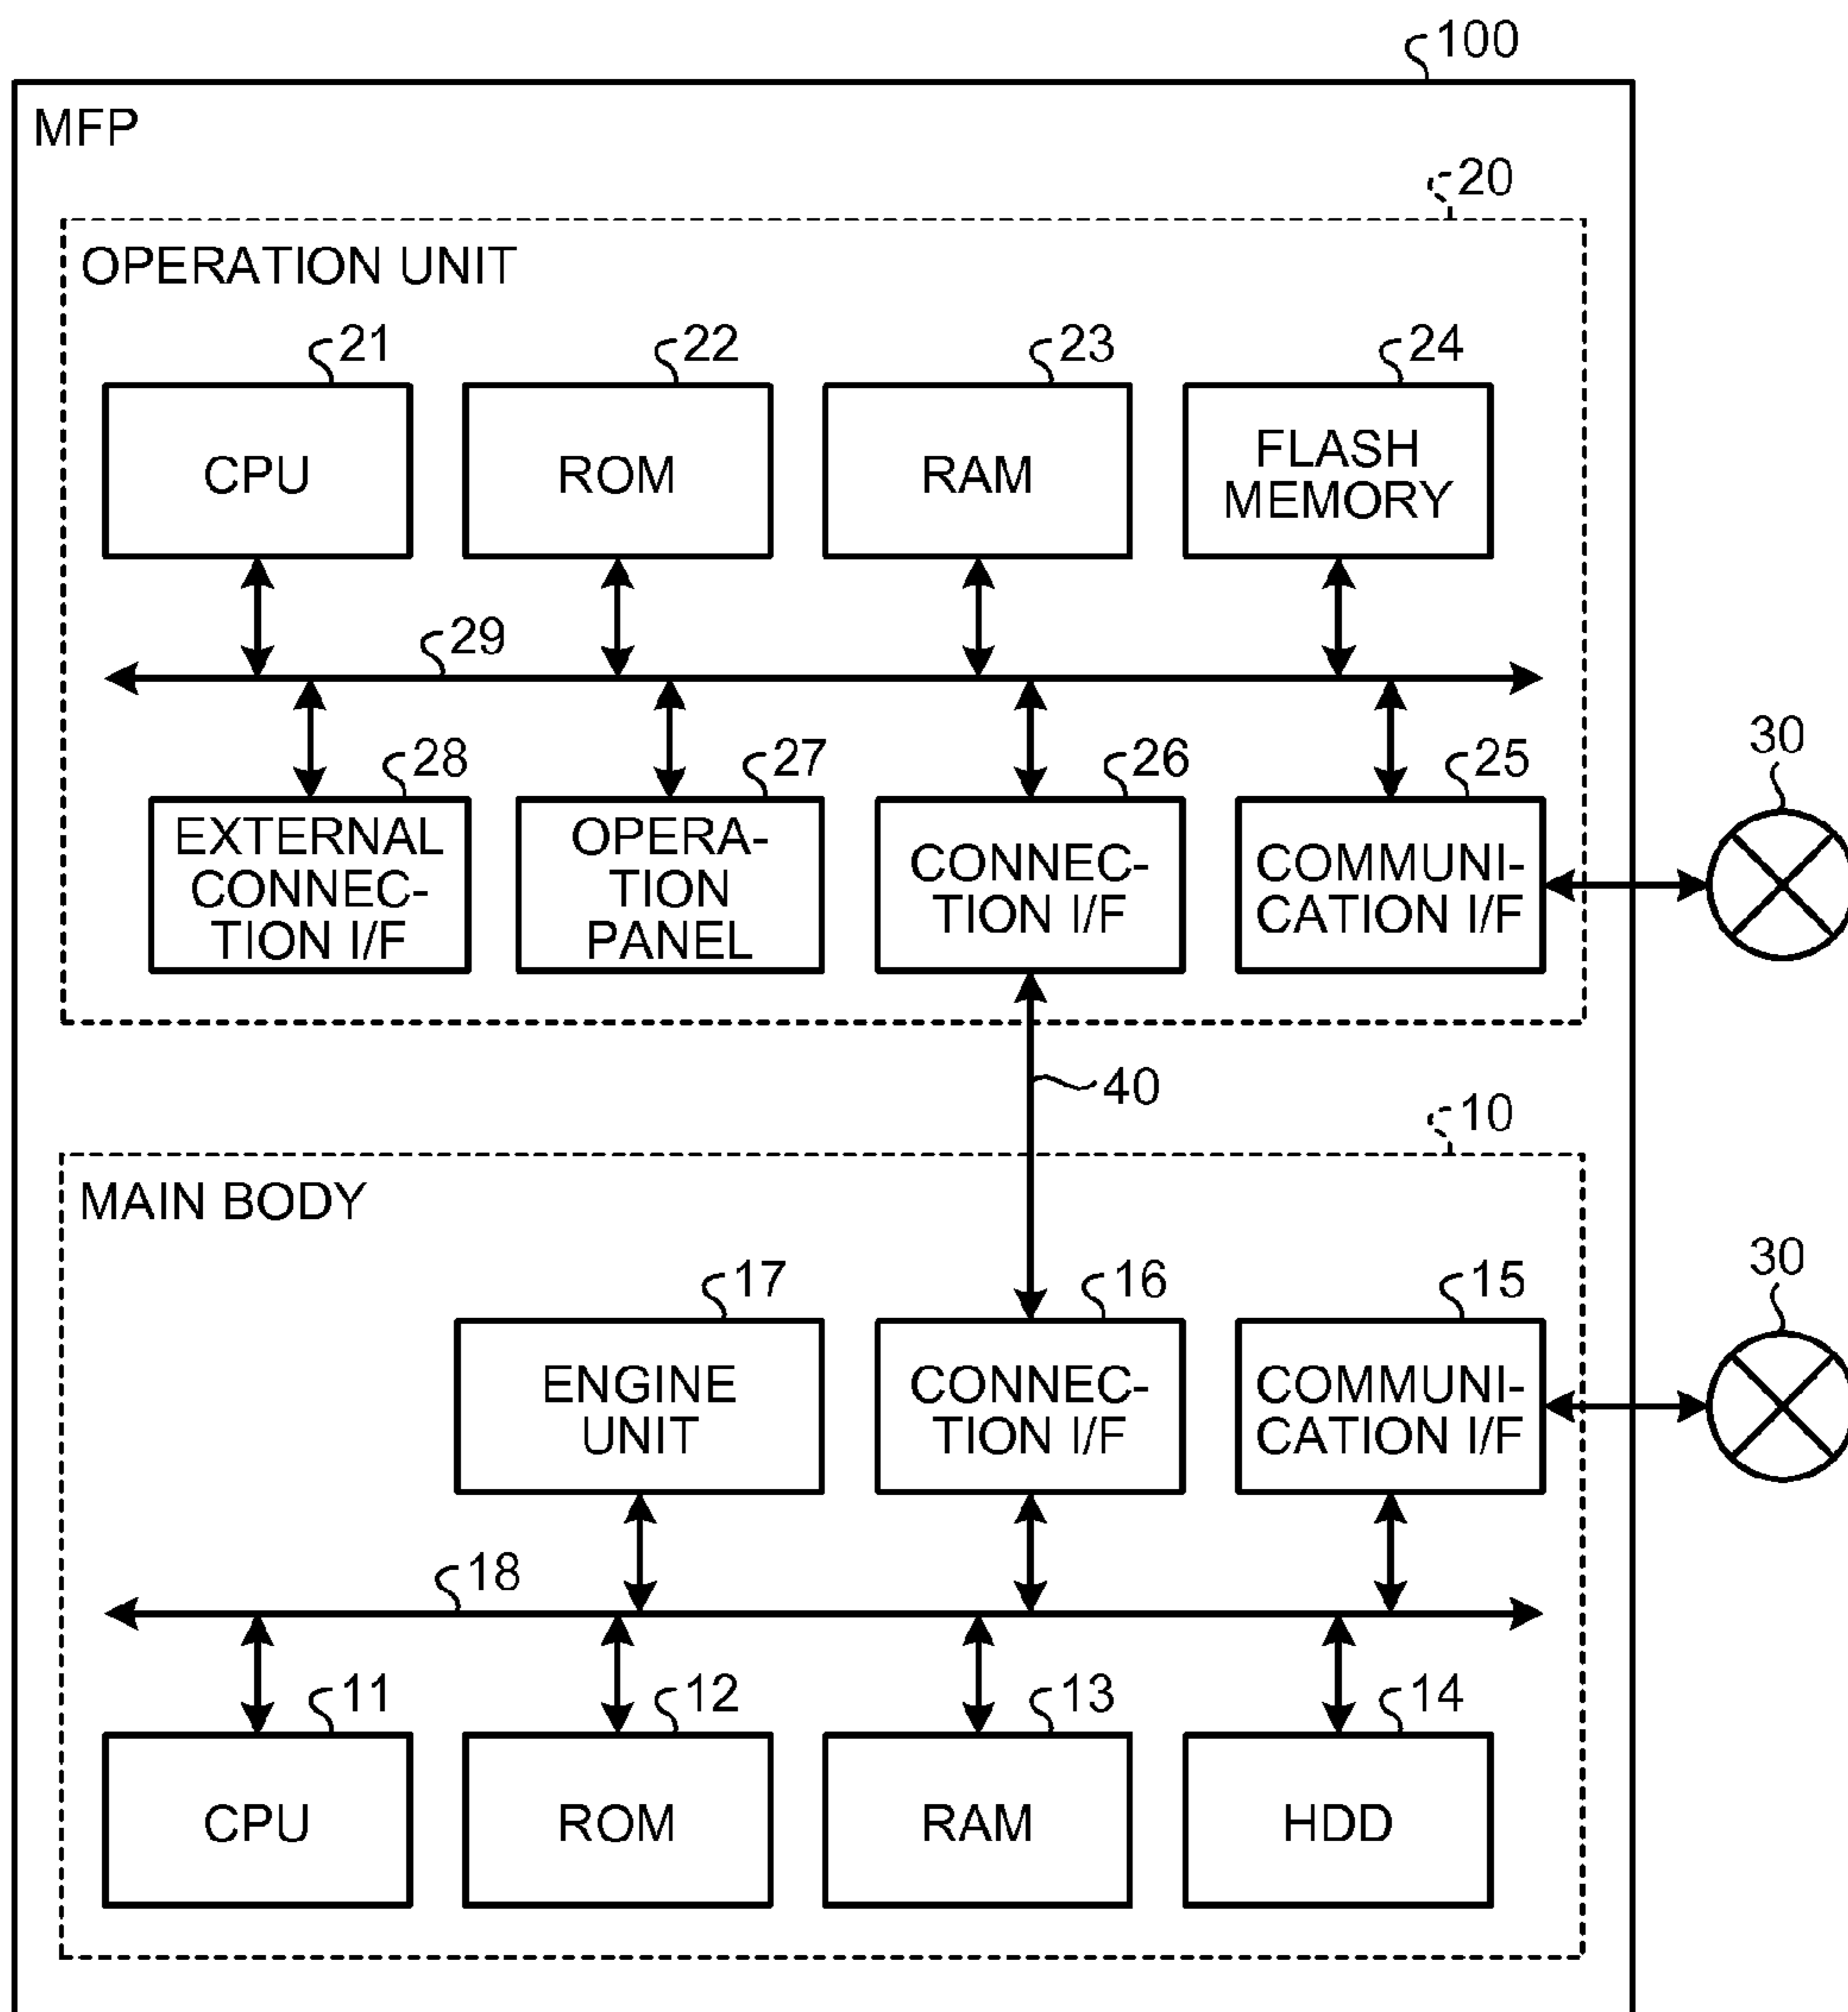 100
MFP
20
OPERATION UNIT
21
22
23
24
CPU
ROM
RAM
FLASH
MEMORY
29
28
27
26
25
30
EXTERNAL
CONNEC-
TION I/F
OPERA-
TION
PANEL
CONNEC-
TION I/F
COMMUNI-
CATION I/F
40
10
MAIN BODY
17
16
15
30
ENGINE
UNIT
CONNEC-
TION I/F
COMMUNI-
CATION I/F
18
11
12
13
14
CPU
ROM
RAM
HDD